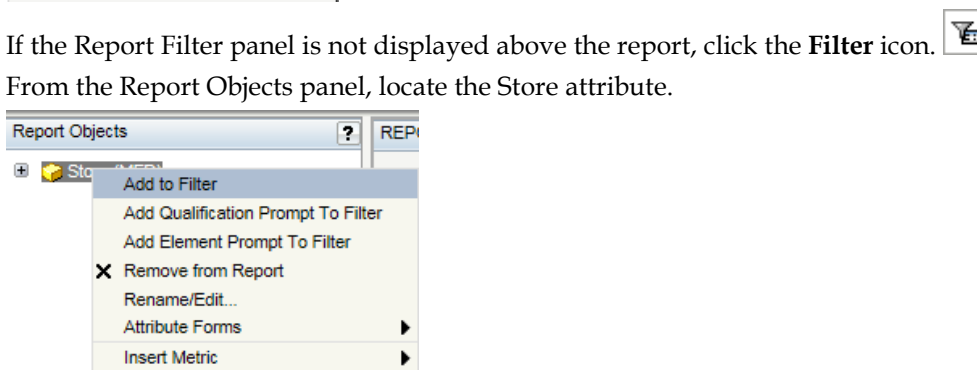 If the Report Filter panel is not displayed above the report, click the Filter icon.
From the Report Objects panel, locate the Store attribute.
Report Objects ? REP
Add to Filter
Add Qualification Prompt To Filter
Add Element Prompt To Filter
Remove from Report
Rename/Edit...
Attribute Forms
Insert Metric